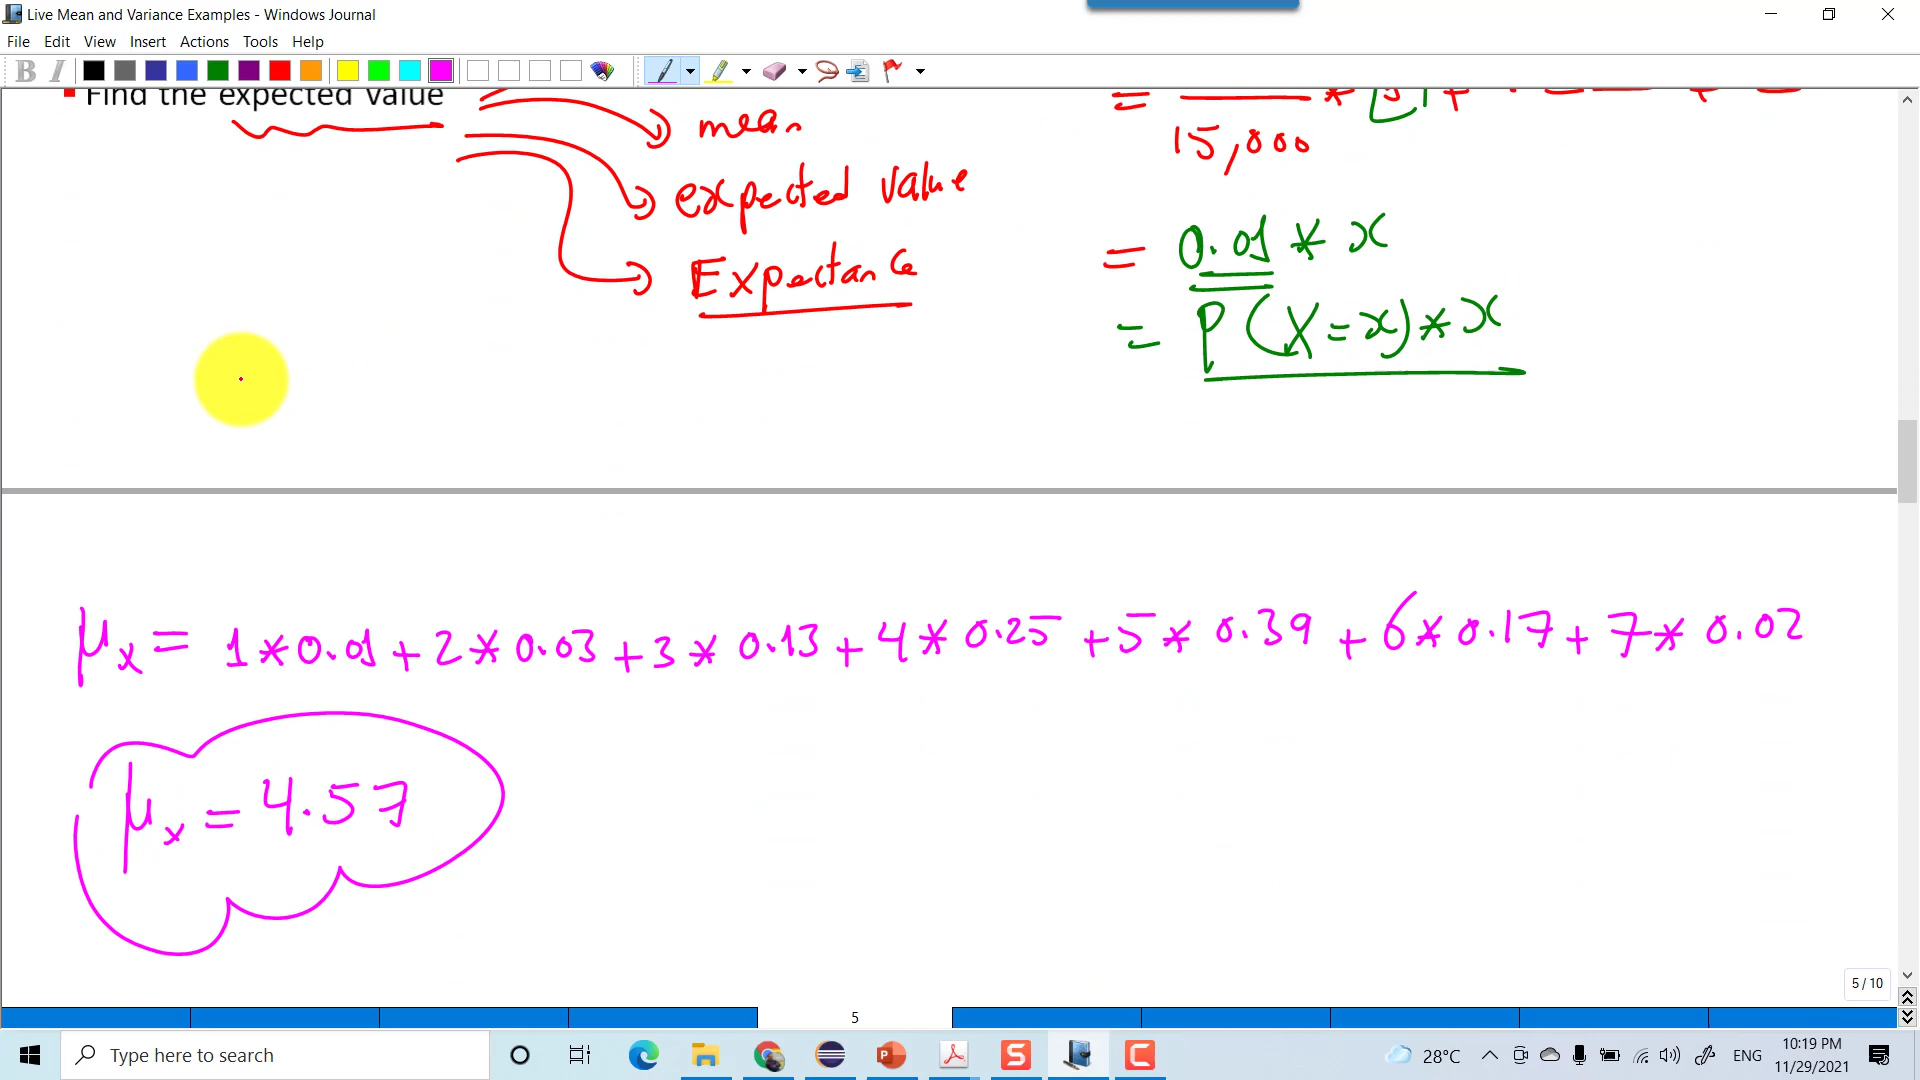 Live Mean and Variance Examples - Windows Journal
File Edit View Insert Actions Tools Help
B I
Find the expected value
mean
expected value
Expectance
15,000
= 0.01 * x
= P(X=x) * x
μx = 1*0.01+2*0.03+3*0.13+4*0.25+5*0.39+6*0.17+7*0.02
μx = 4.57
5 / 10
5
Type here to search
28°C
ENG
10:19 PM
11/29/2021